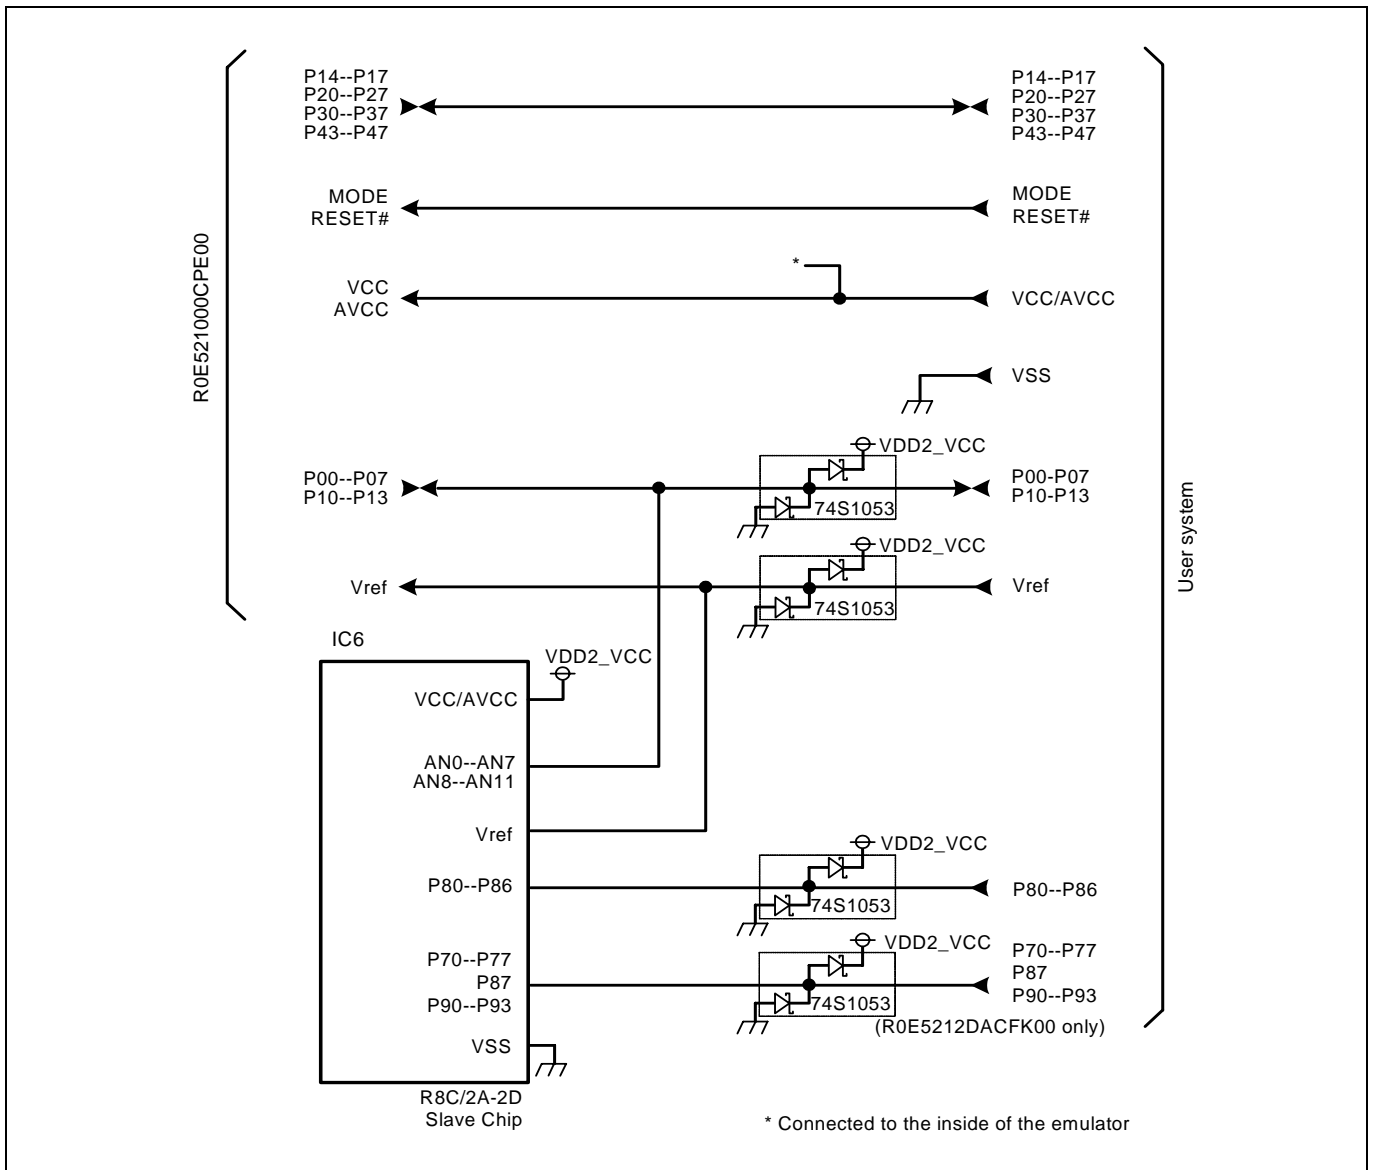 P14--P17
P20--P27
P30--P37
P43--P47
P14--P17
P20--P27
P30--P37
P43--P47
MODE
RESET#
MODE
RESET#
R0E521000CPE00
*
VCC
AVCC
VCC/AVCC
VSS
VDD2_VCC
P00--P07
P10--P13
74S1053
P00-P07
P10-P13
User system
VDD2_VCC
Vref
74S1053
Vref
IC6
VDD2_VCC
VCC/AVCC
AN0--AN7
AN8--AN11
Vref
VDD2_VCC
P80--P86
74S1053
P80--P86
VDD2_VCC
P70--P77
P87
P90--P93
74S1053
P70--P77
P87
P90--P93
(R0E5212DACFK00 only)
VSS
R8C/2A-2D
Slave Chip
* Connected to the inside of the emulator